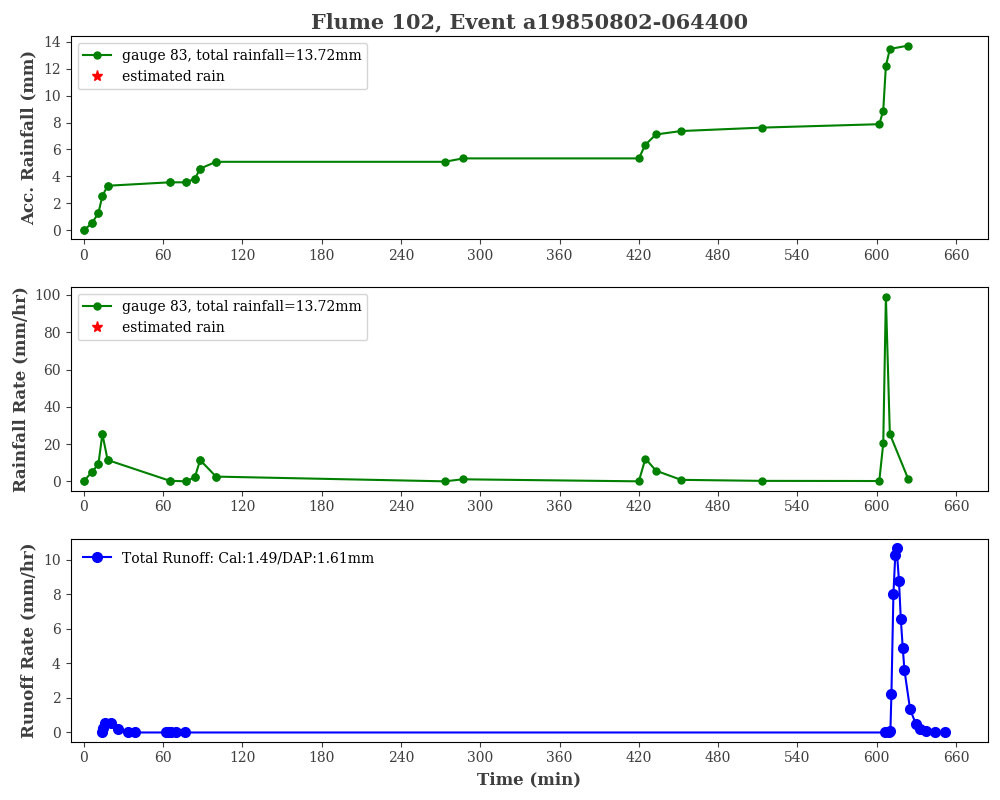 Flume 102, Event a19850802-064400
Acc. Rainfall (mm)
14
12
10
8
6
4
2
0
gauge 83, total rainfall=13.72mm
estimated rain
0 60 120 180 240 300 360 420 480 540 600 660
Rainfall Rate (mm/hr)
100
80
60
40
20
0
gauge 83, total rainfall=13.72mm
estimated rain
0 60 120 180 240 300 360 420 480 540 600 660
Runoff Rate (mm/hr)
10
8
6
4
2
0
Total Runoff: Cal:1.49/DAP:1.61mm
0 60 120 180 240 300 360 420 480 540 600 660
Time (min)